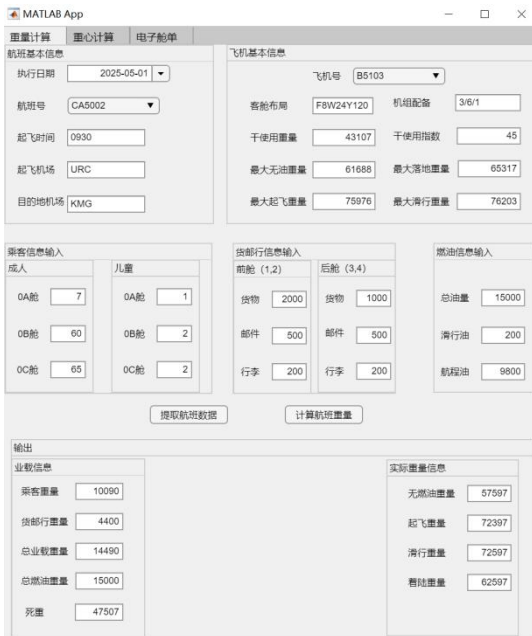 MATLAB App
重量计算 重心计算 电子舱单
航班基本信息
执行日期 2025-05-01
航班号 CA5002
起飞时间 0930
起飞机场 URC
目的地机场 KMG
飞机基本信息
飞机号 B5103
客舱布局 F8W24Y120 机组配备 3/6/1
干使用重量 43107 干使用指数 45
最大无油重量 61688 最大落地重量 65317
最大起飞重量 75976 最大滑行重量 76203
乘客信息输入
成人
0A舱 7
0B舱 60
0C舱 65
儿童
0A舱 1
0B舱 2
0C舱 2
货邮行信息输入
前舱（1,2）
货物 2000
邮件 500
行李 200
后舱（3,4）
货物 1000
邮件 500
行李 200
燃油信息输入
总油量 15000
滑行油 200
航程油 9800
提取航班数据 计算航班重量
输出
业载信息
乘客重量 10090
货邮行重量 4400
总业载重量 14490
总燃油重量 15000
死重 47507
实际重量信息
无燃油重量 57597
起飞重量 72397
滑行重量 72597
着陆重量 62597